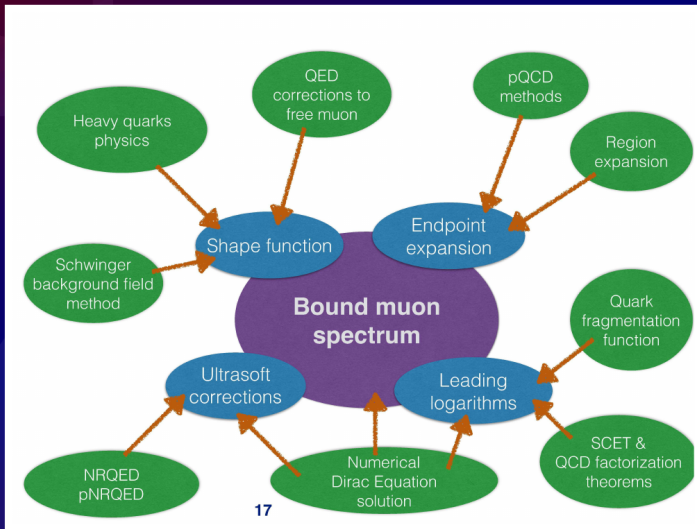 QED
corrections to
free muon
pQCD
methods
Heavy quarks
physics
Region
expansion
Shape function
Endpoint
expansion
Schwinger
background field
method
Bound muon
spectrum
Quark
fragmentation
function
Ultrasoft
corrections
Leading
logarithms
NRQED
pNRQED
Numerical
Dirac Equation
solution
SCET &
QCD factorization
theorems
17